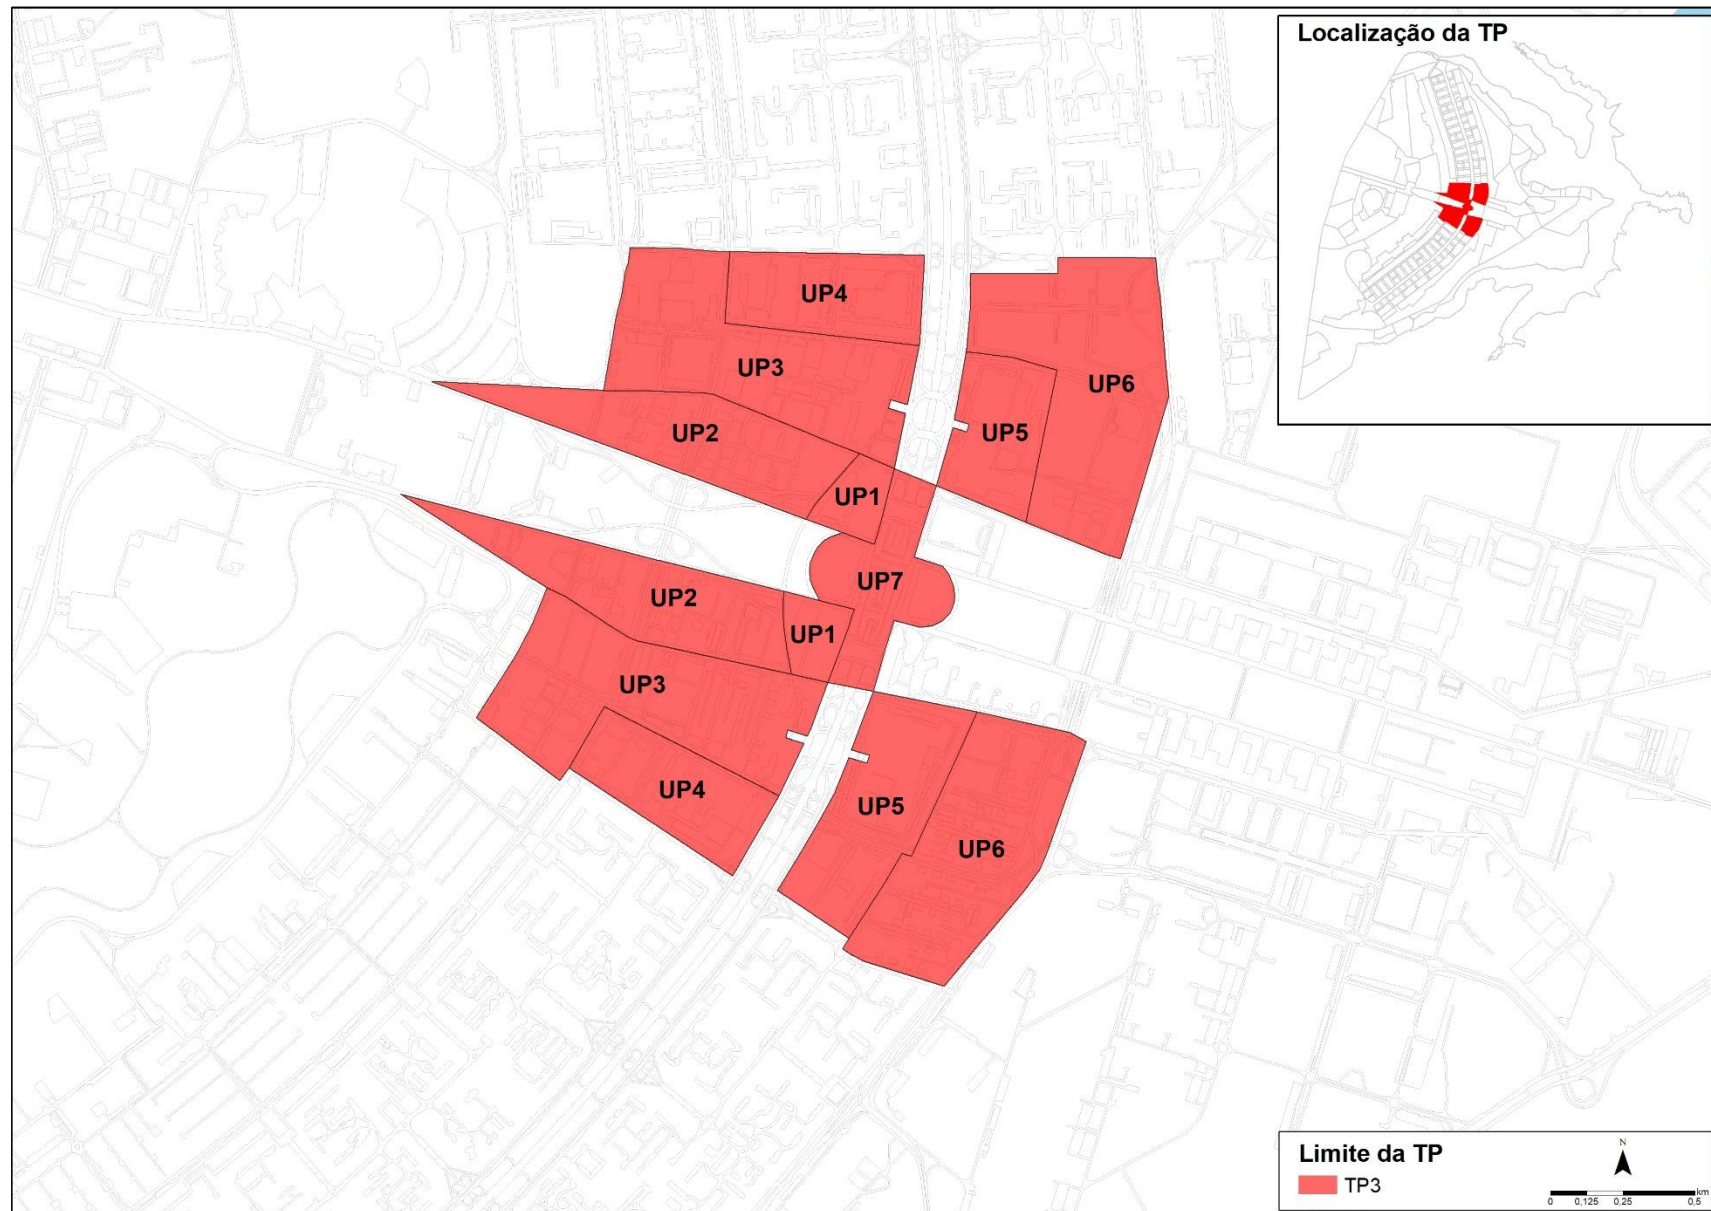 Localização da TP
UP4
UP3
UP6
UP2
UP5
UP1
UP7
UP2
UP1
UP3
UP4
UP5
UP6
Limite da TP
TP3
N
km
0 0,125 0,25 0,5